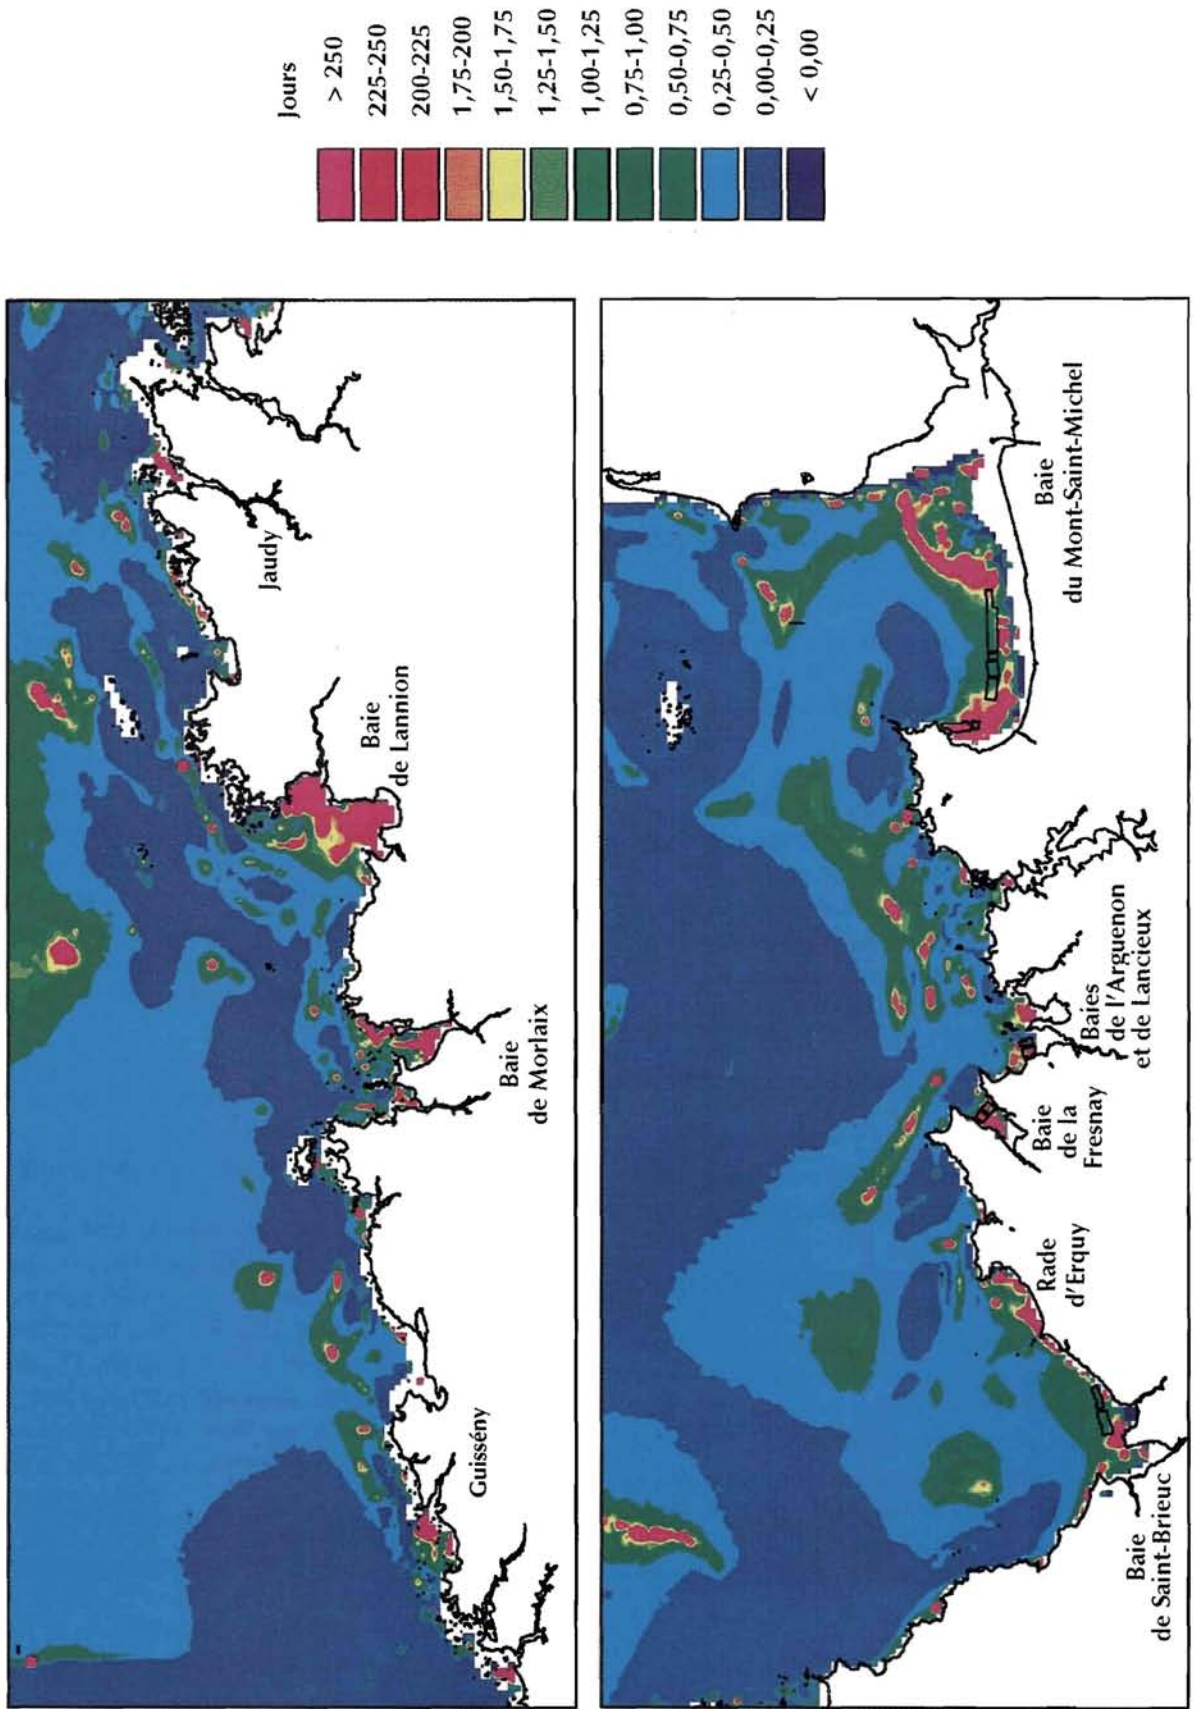 Jours
> 250
225-250
200-225
1,75-200
1,50-1,75
1,25-1,50
1,00-1,25
0,75-1,00
0,50-0,75
0,25-0,50
0,00-0,25
< 0,00
Guissény
Baie
de Morlaix
Baie
de Lannion
Jaudy
Baie
de Saint-Brieuc
Rade
d'Erquy
Baie
de la
Fresnay
Baies
de l'Arguenon
et de Lancieux
Baie
du Mont-Saint-Michel